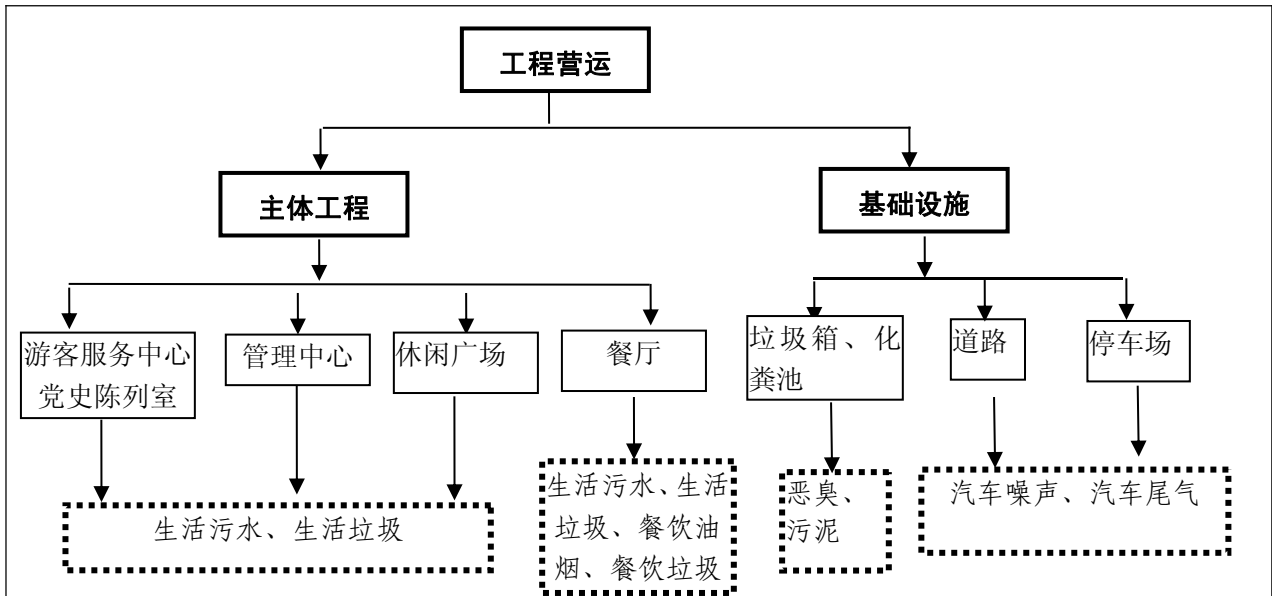 工程营运
主体工程
基础设施
游客服务中心
党史陈列室
管理中心
休闲广场
餐厅
垃圾箱、化
粪池
道路
停车场
生活污水、生活垃圾
生活污水、生活
垃圾、餐饮油
烟、餐饮垃圾
恶臭、
污泥
汽车噪声、汽车尾气